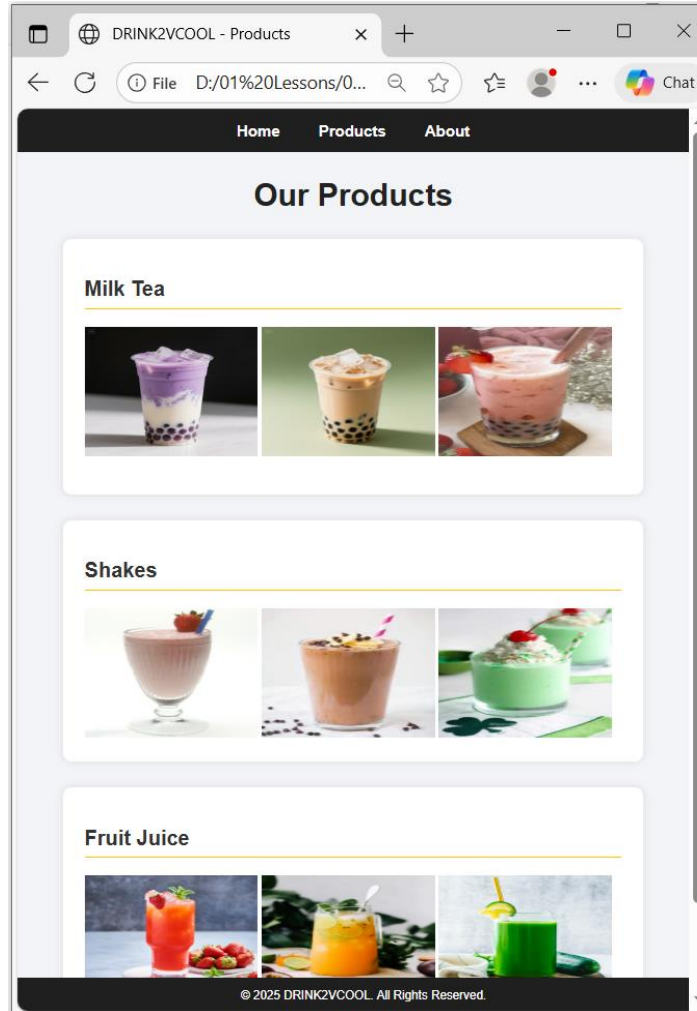 DRINK2VCOOL - Products
File D:/01%20Lessons/0...
Chat
Home Products About
Our Products
Milk Tea
Shakes
Fruit Juice
© 2025 DRINK2VCOOL. All Rights Reserved.